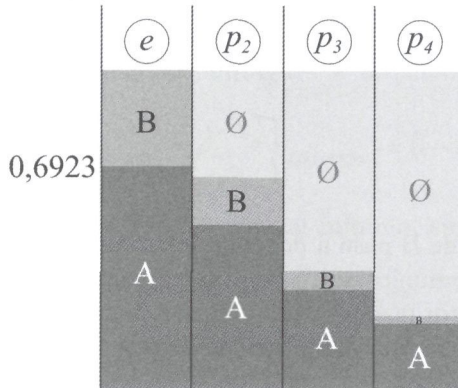 e p₂ p₃ p₄
B Ø Ø Ø
0,6923
B
A A B B
A A